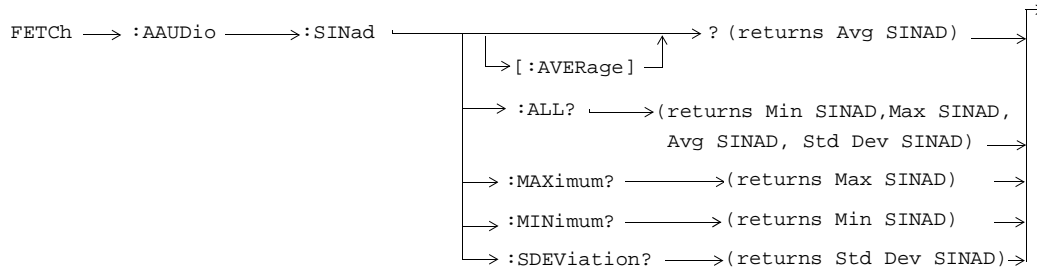 FETCh :AAUDio :SINad ? (returns Avg SINAD)
[:AVERage]
:ALL? (returns Min SINAD,Max SINAD,
Avg SINAD, Std Dev SINAD)
:MAXimum? (returns Max SINAD)
:MINimum? (returns Min SINAD)
:SDEViation? (returns Std Dev SINAD)